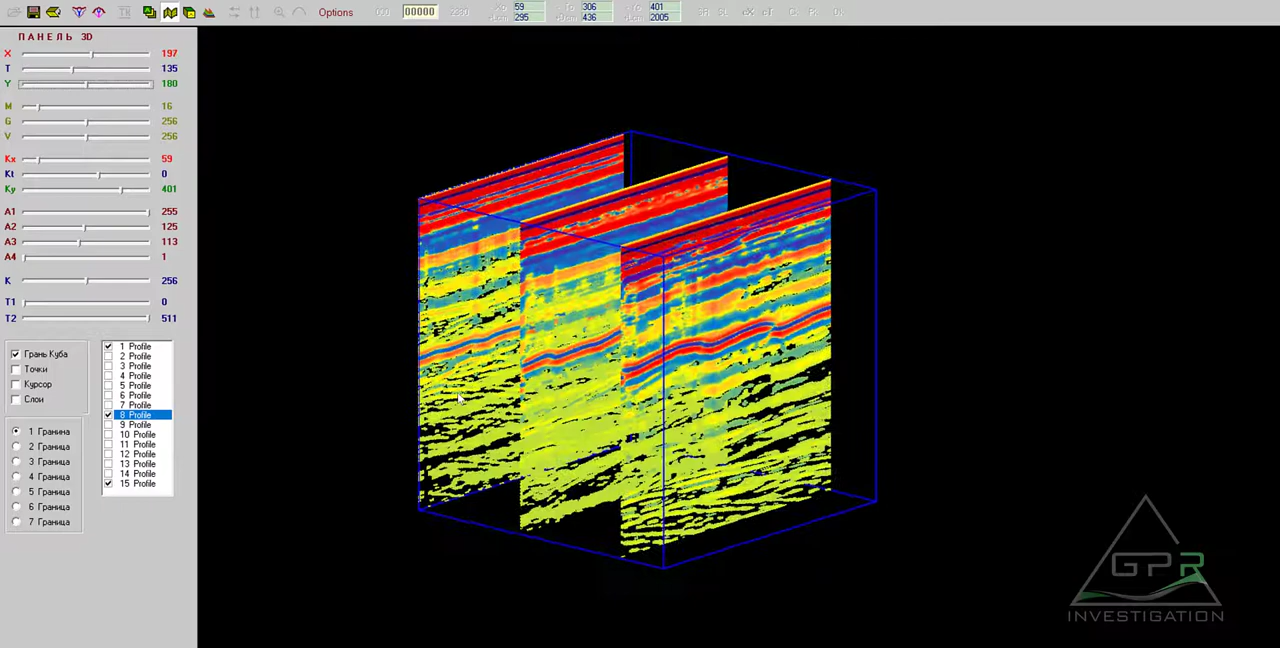 Options
00000
59 306 401
295 436 2005
ПАНЕЛЬ 3D
X 197
T 135
Y 180
M 16
G 256
V 256
Kx 59
Kt 0
Ky 401
A1 255
A2 125
A3 113
A4 1
K 256
T1 0
T2 511
Грань Куба
Точки
Курсор
Слои
1 Граница
2 Граница
3 Граница
4 Граница
5 Граница
6 Граница
7 Граница
1 Profile
2 Profile
3 Profile
4 Profile
5 Profile
6 Profile
7 Profile
8 Profile
9 Profile
10 Profile
11 Profile
12 Profile
13 Profile
14 Profile
15 Profile
GPR
INVESTIGATION